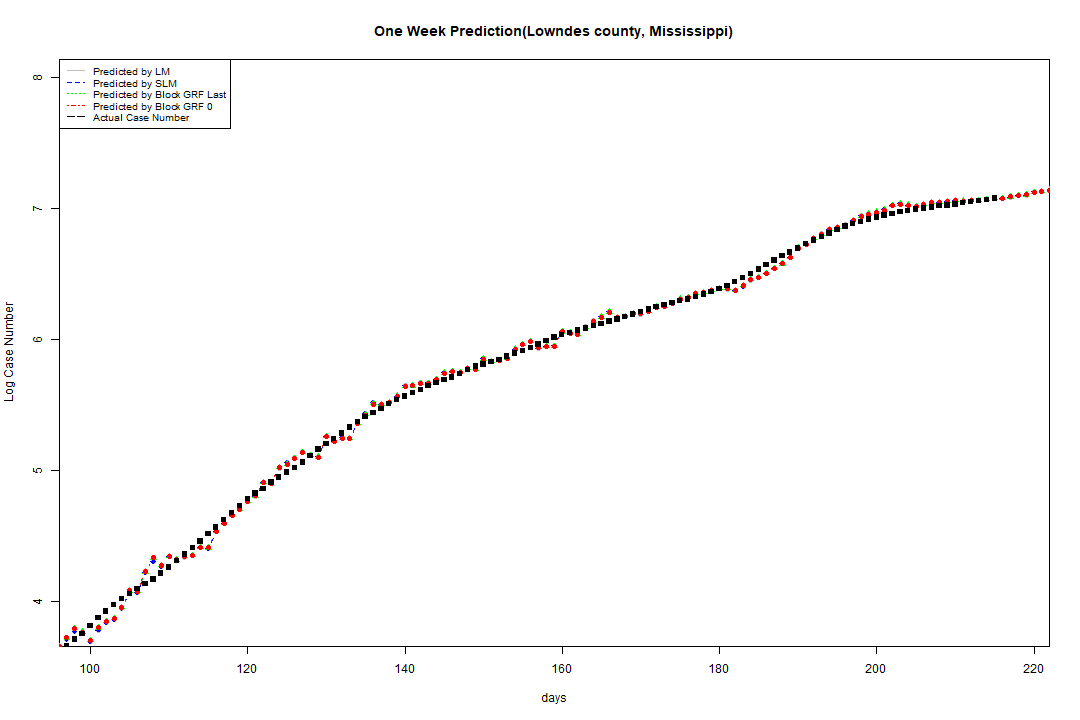 One Week Prediction(Lowndes county, Mississippi)
Predicted by LM
Predicted by SLM
Predicted by Block GRF Last
Predicted by Block GRF 0
Actual Case Number
8
7
6
5
4
Log Case Number
100 120 140 160 180 200 220
days